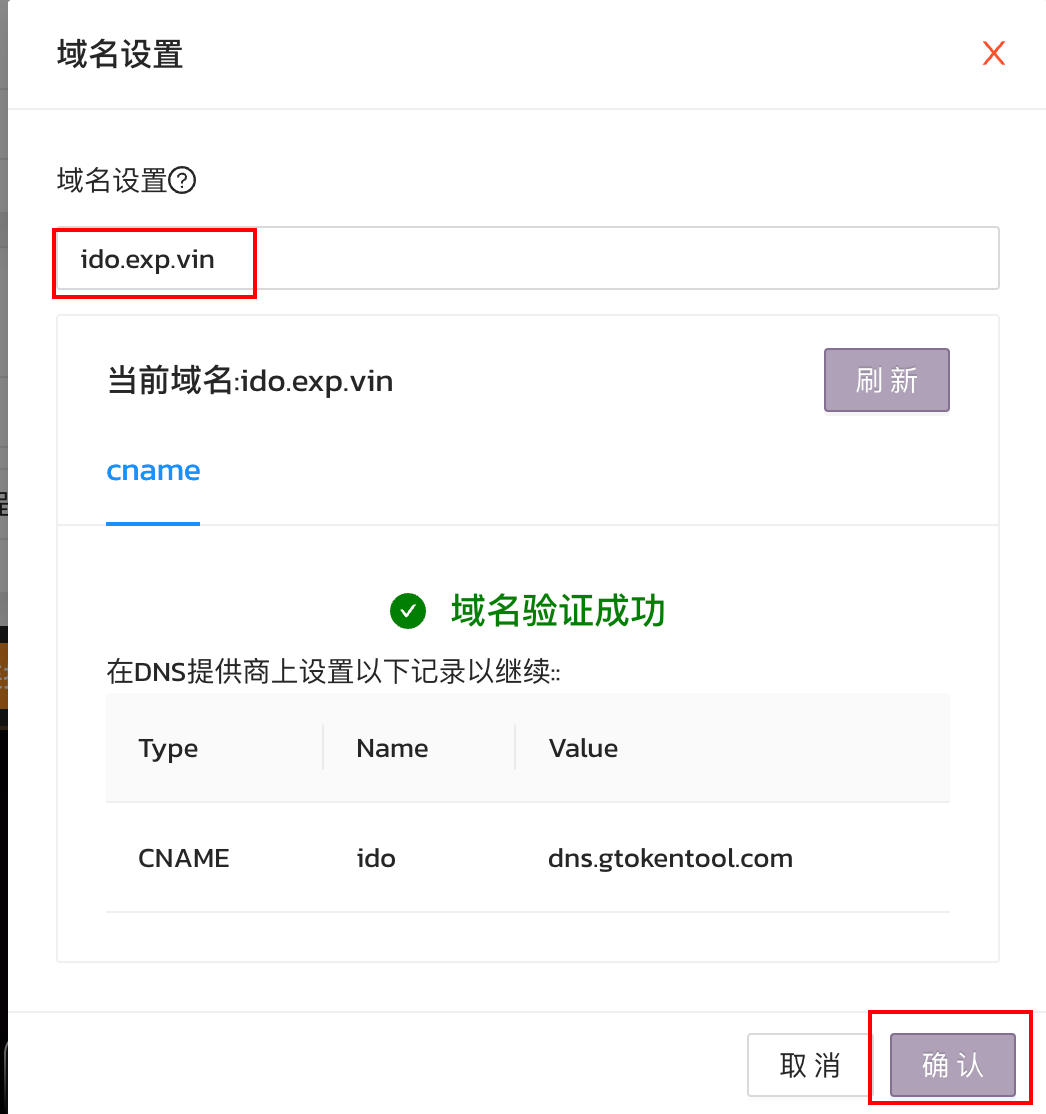 域名设置
X
域名设置?
ido.exp.vin
当前域名:ido.exp.vin
刷新
cname
域名验证成功
在DNS提供商上设置以下记录以继续::
Type Name Value
CNAME ido dns.gtokentool.com
取消 确认